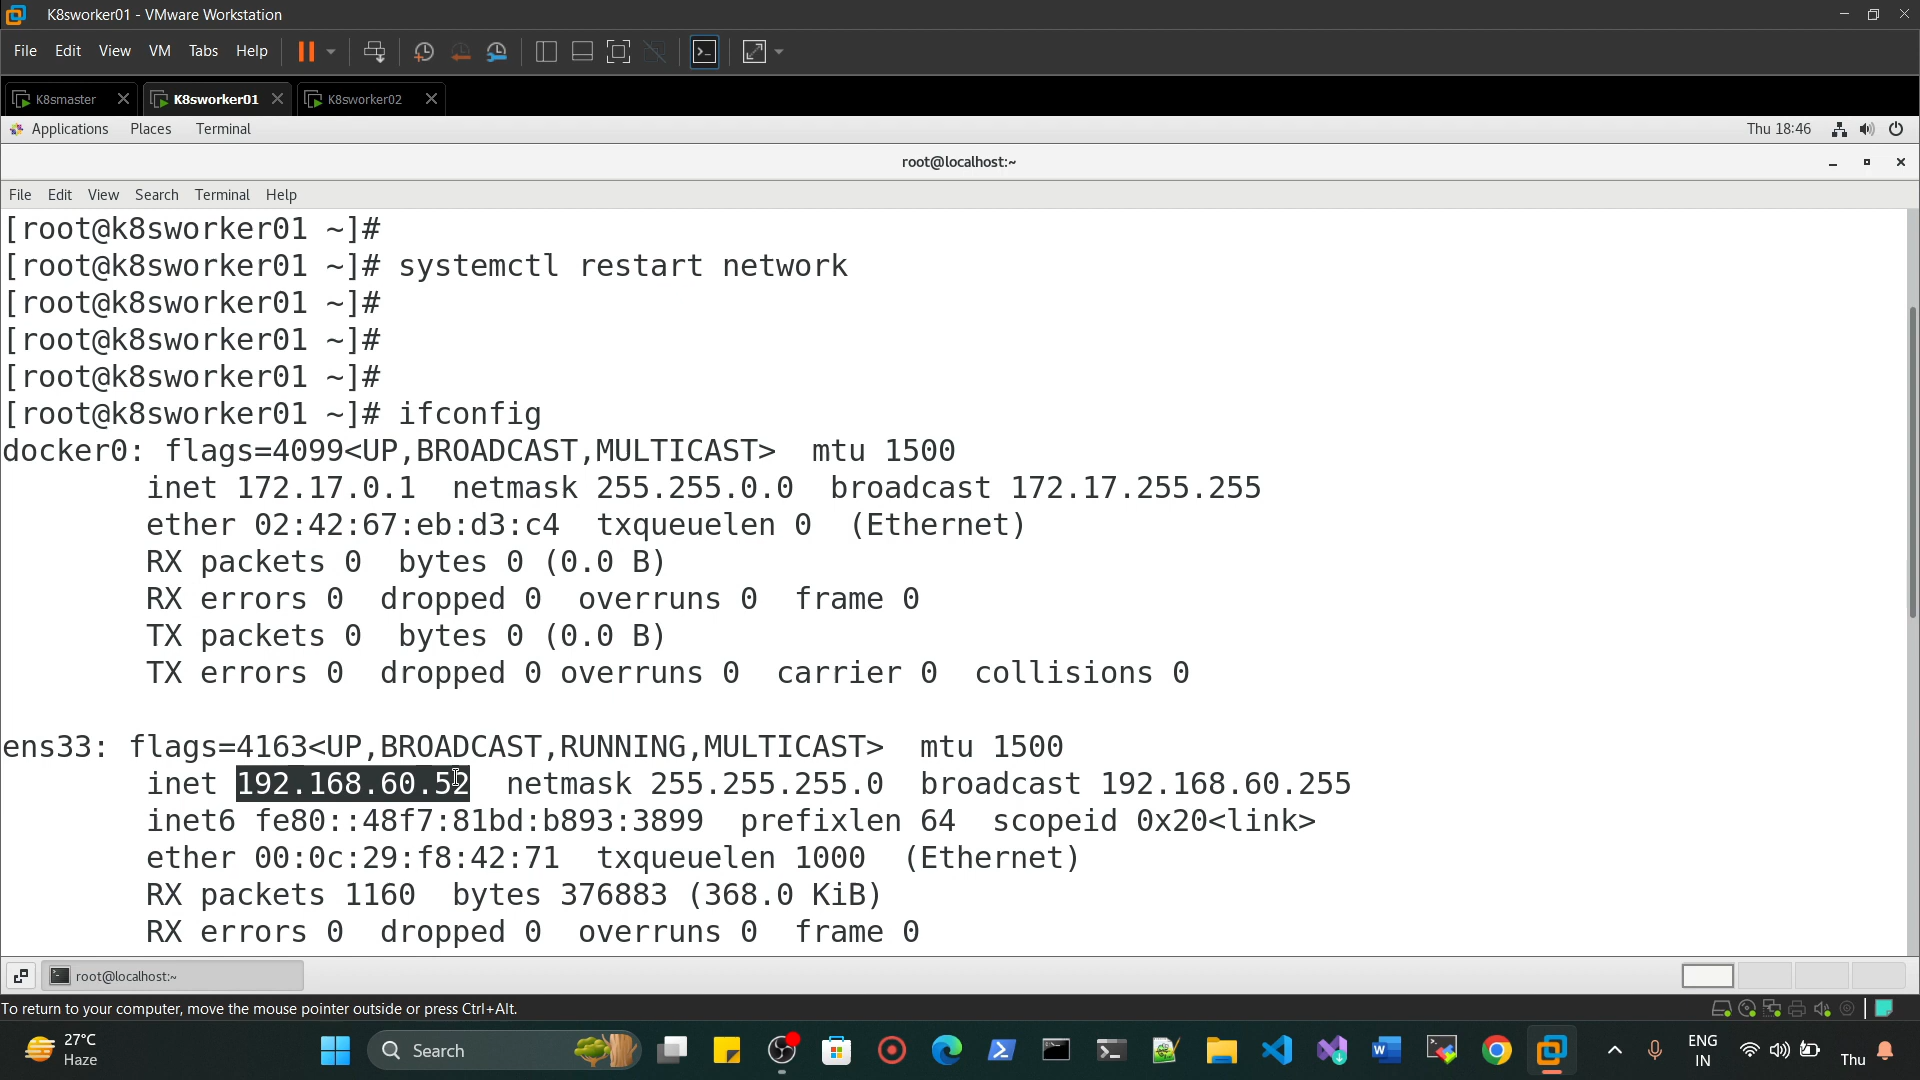 K8sworker01 - VMware Workstation
File Edit View VM Tabs Help
K8smaster K8sworker01 K8sworker02
Applications Places Terminal Thu 18:46
root@localhost:~
File Edit View Search Terminal Help
[root@k8sworker01 ~]#
[root@k8sworker01 ~]# systemctl restart network
[root@k8sworker01 ~]#
[root@k8sworker01 ~]#
[root@k8sworker01 ~]#
[root@k8sworker01 ~]# ifconfig
docker0: flags=4099<UP,BROADCAST,MULTICAST>  mtu 1500
        inet 172.17.0.1  netmask 255.255.0.0  broadcast 172.17.255.255
        ether 02:42:67:eb:d3:c4  txqueuelen 0  (Ethernet)
        RX packets 0  bytes 0 (0.0 B)
        RX errors 0  dropped 0  overruns 0  frame 0
        TX packets 0  bytes 0 (0.0 B)
        TX errors 0  dropped 0 overruns 0  carrier 0  collisions 0
ens33: flags=4163<UP,BROADCAST,RUNNING,MULTICAST>  mtu 1500
        inet 192.168.60.52  netmask 255.255.255.0  broadcast 192.168.60.255
        inet6 fe80::48f7:81bd:b893:3899  prefixlen 64  scopeid 0x20<link>
        ether 00:0c:29:f8:42:71  txqueuelen 1000  (Ethernet)
        RX packets 1160  bytes 376883 (368.0 KiB)
        RX errors 0  dropped 0  overruns 0  frame 0
root@localhost:~
To return to your computer, move the mouse pointer outside or press Ctrl+Alt.
27°C
Haze
Search
ENG
IN
Thu